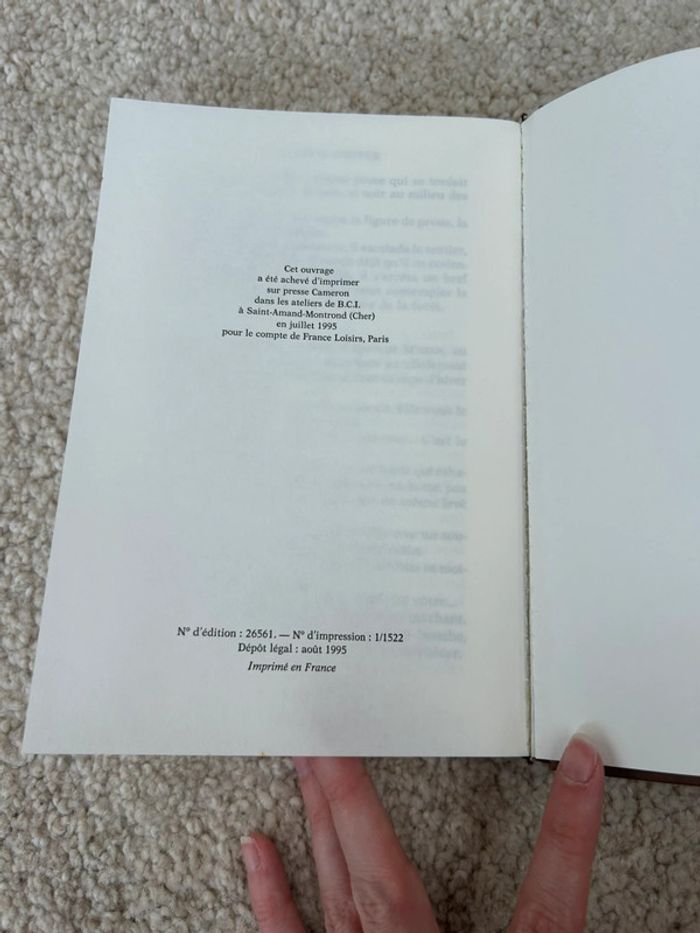 Cet ouvrage
a été achevé d'imprimer
sur presse Cameron
dans les ateliers de B.C.I.
à Saint-Amand-Montrond (Cher)
en juillet 1995
pour le compte de France Loisirs, Paris
N° d'édition : 26561. — N° d'impression : 1/1522
Dépôt légal : août 1995
Imprimé en France